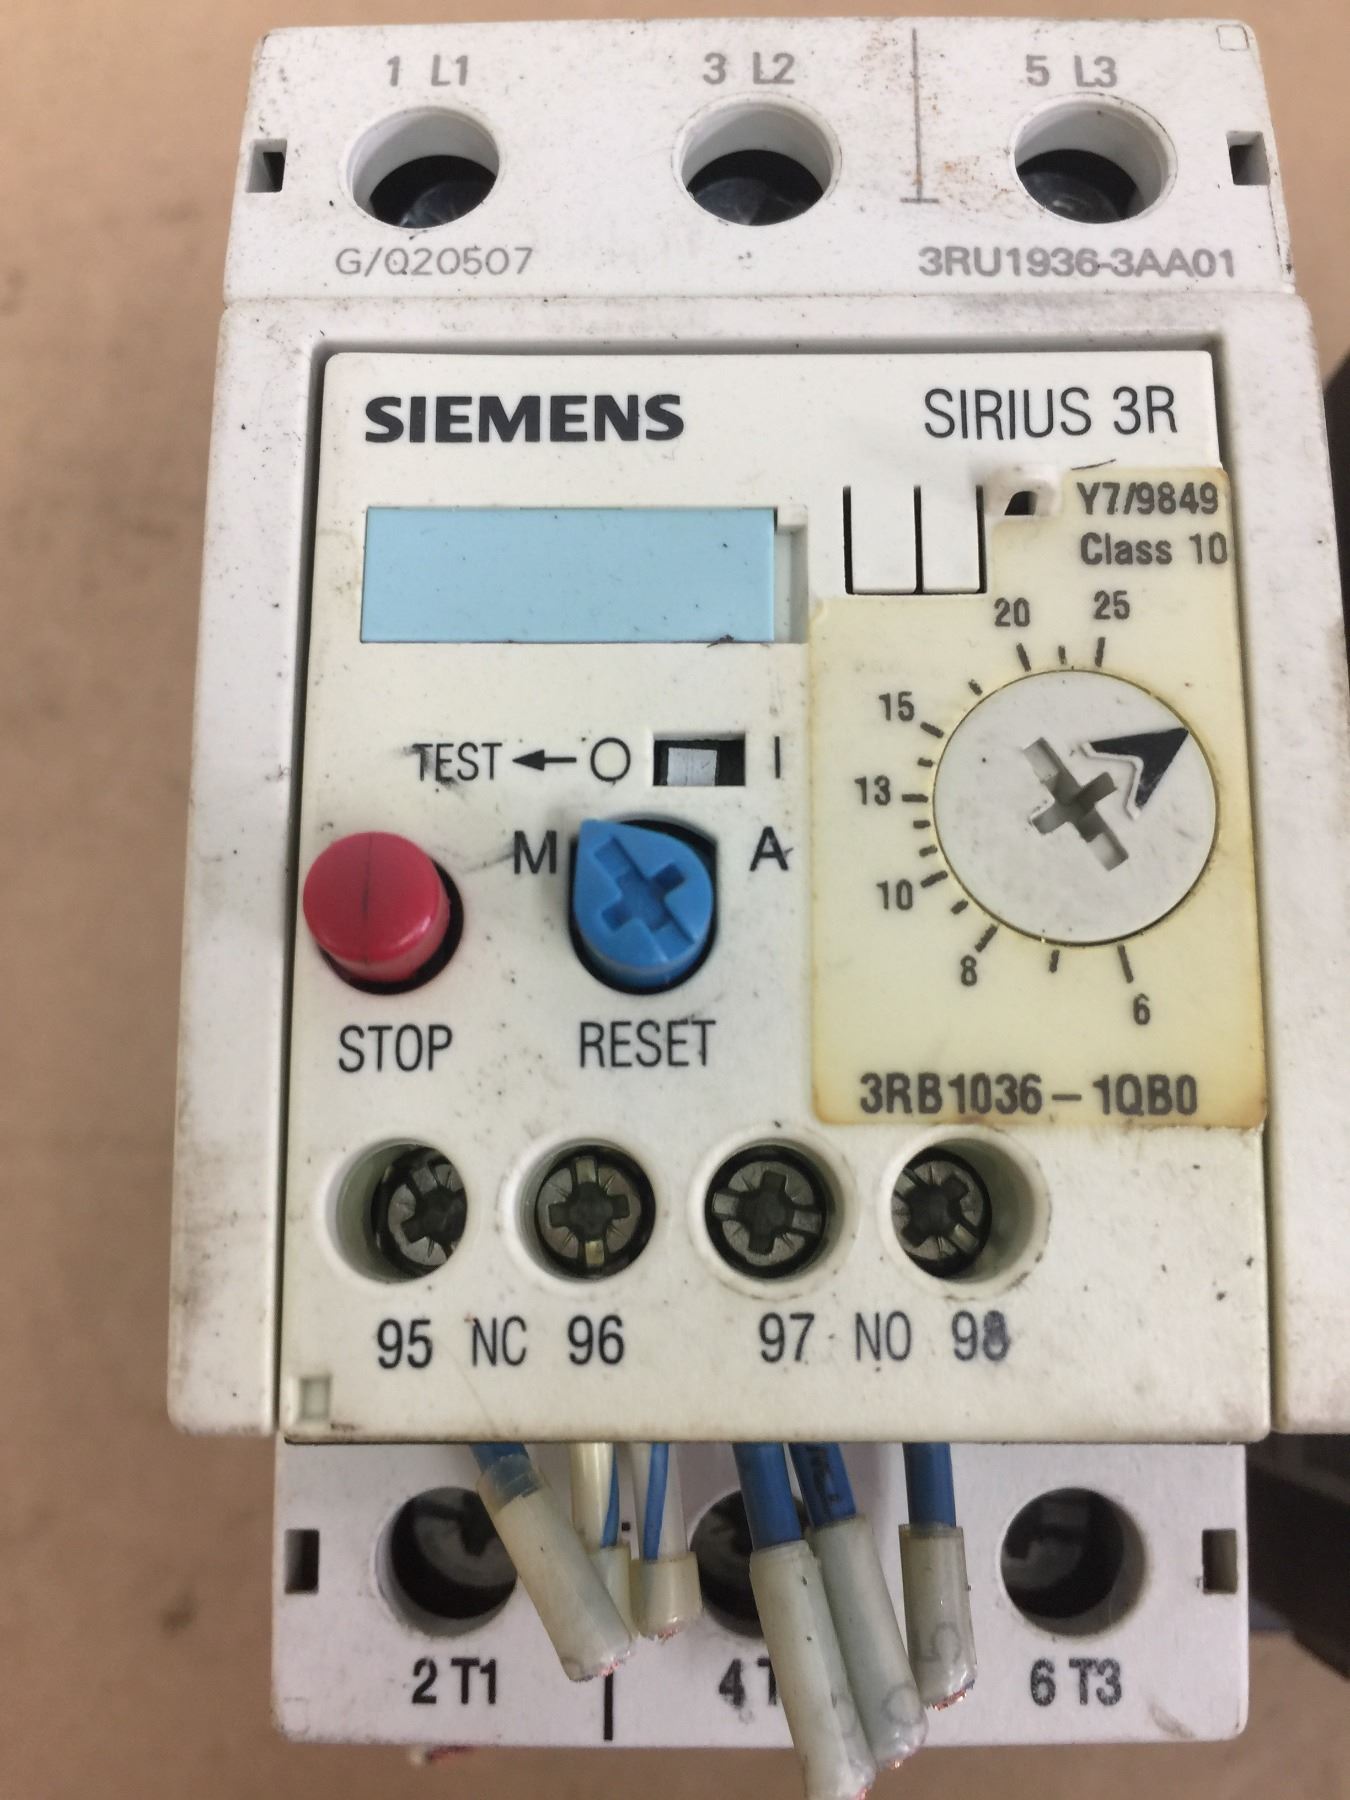 1 L1 3 L2 5 L3
G/Q20507 3RU1936-3AA01
SIEMENS SIRIUS 3R
Y7/9849
Class 10
20 25
15
13
10
8
6
TEST O I
M A
STOP RESET
3RB1036-1QB0
95 NC 96 97 NO 98
2 T1 4 6 T3